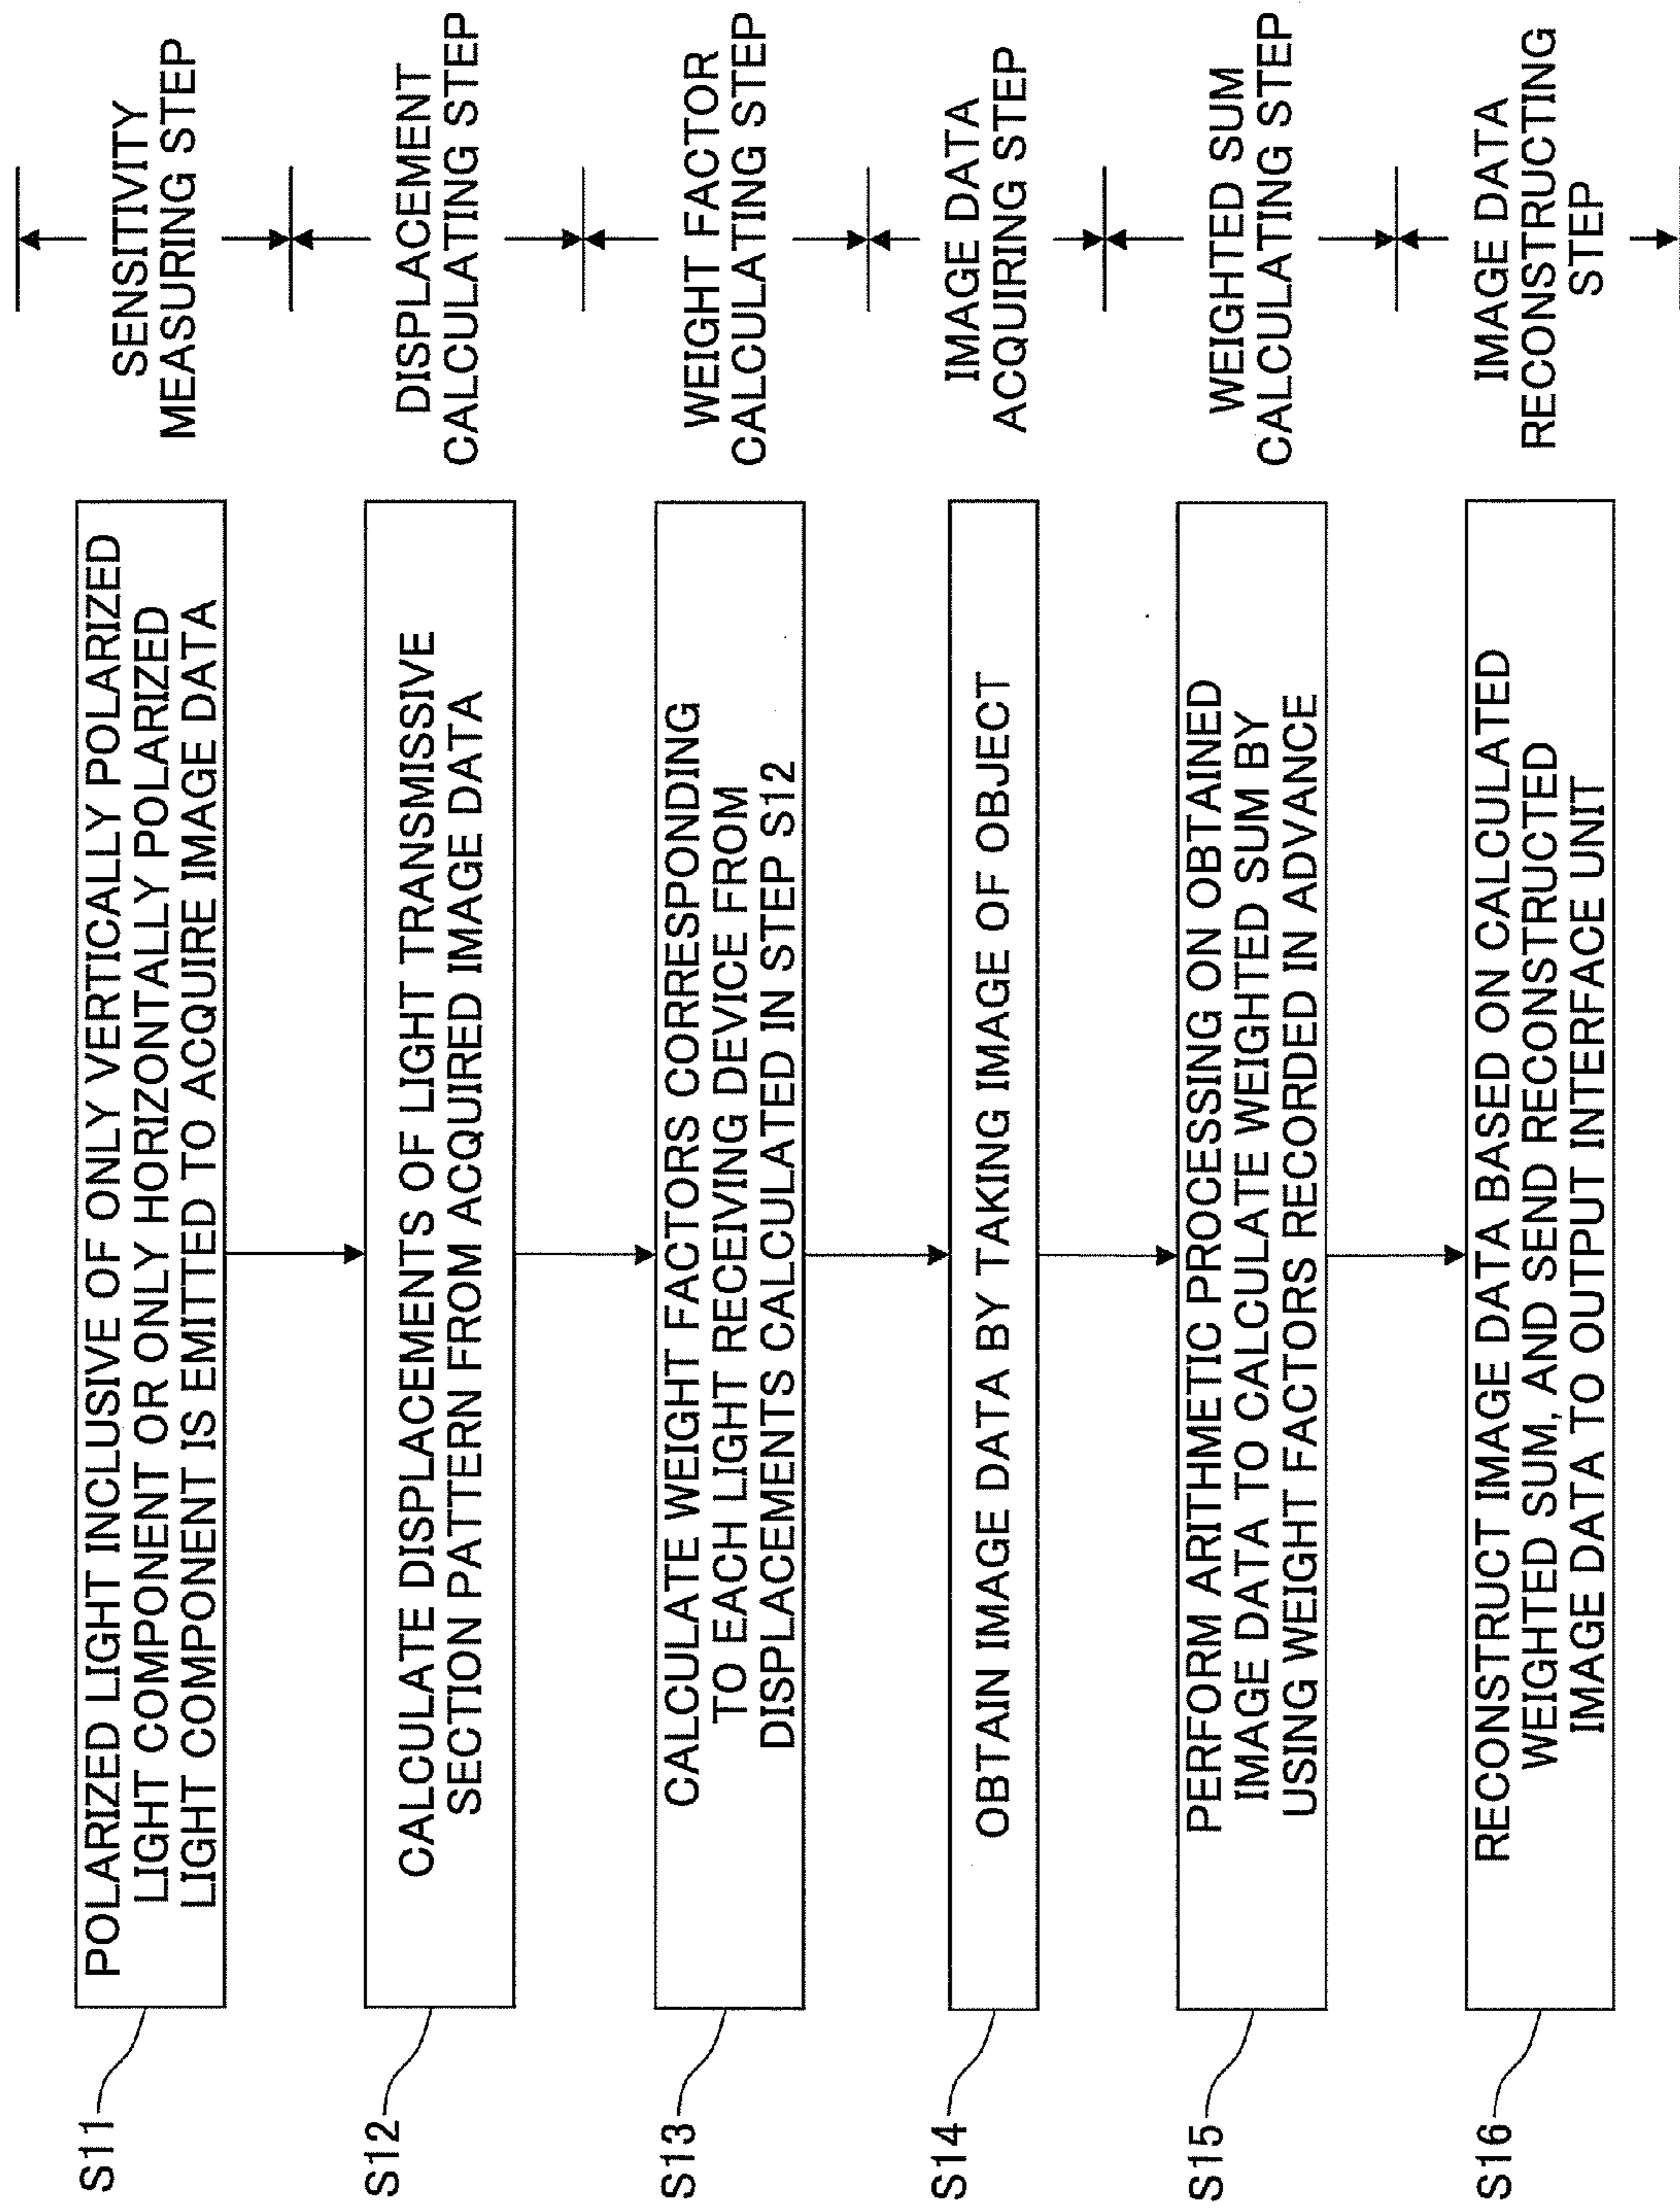 S11
POLARIZED LIGHT INCLUSIVE OF ONLY VERTICALLY POLARIZED
LIGHT COMPONENT OR ONLY HORIZONTALLY POLARIZED
LIGHT COMPONENT IS EMITTED TO ACQUIRE IMAGE DATA
SENSITIVITY
MEASURING STEP
S12
CALCULATE DISPLACEMENTS OF LIGHT TRANSMISSIVE
SECTION PATTERN FROM ACQUIRED IMAGE DATA
DISPLACEMENT
CALCULATING STEP
S13
CALCULATE WEIGHT FACTORS CORRESPONDING
TO EACH LIGHT RECEIVING DEVICE FROM
DISPLACEMENTS CALCULATED IN STEP S12
WEIGHT FACTOR
CALCULATING STEP
S14
OBTAIN IMAGE DATA BY TAKING IMAGE OF OBJECT
IMAGE DATA
ACQUIRING STEP
S15
PERFORM ARITHMETIC PROCESSING ON OBTAINED
IMAGE DATA TO CALCULATE WEIGHTED SUM BY
USING WEIGHT FACTORS RECORDED IN ADVANCE
WEIGHTED SUM
CALCULATING STEP
S16
RECONSTRUCT IMAGE DATA BASED ON CALCULATED
WEIGHTED SUM, AND SEND RECONSTRUCTED
IMAGE DATA TO OUTPUT INTERFACE UNIT
IMAGE DATA
RECONSTRUCTING
STEP